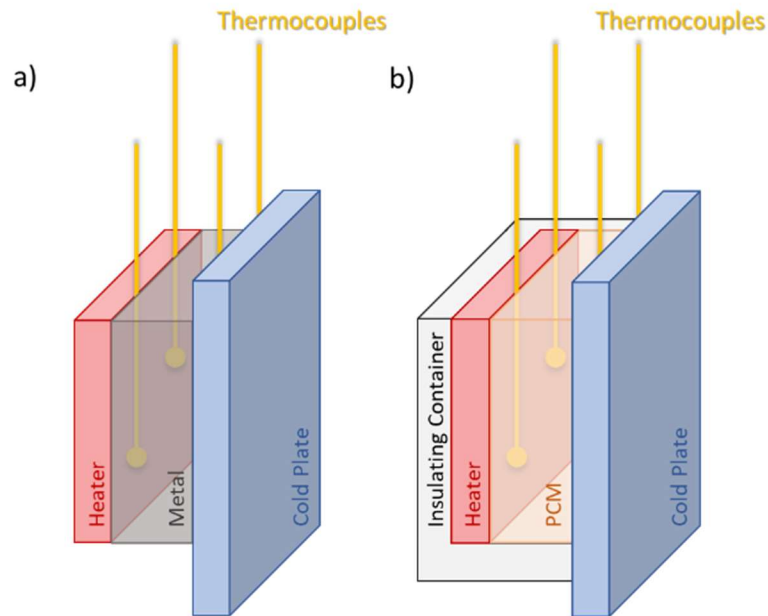 Thermocouples
a)
Heater
Metal
Cold Plate
Thermocouples
b)
Insulating Container
Heater
PCM
Cold Plate